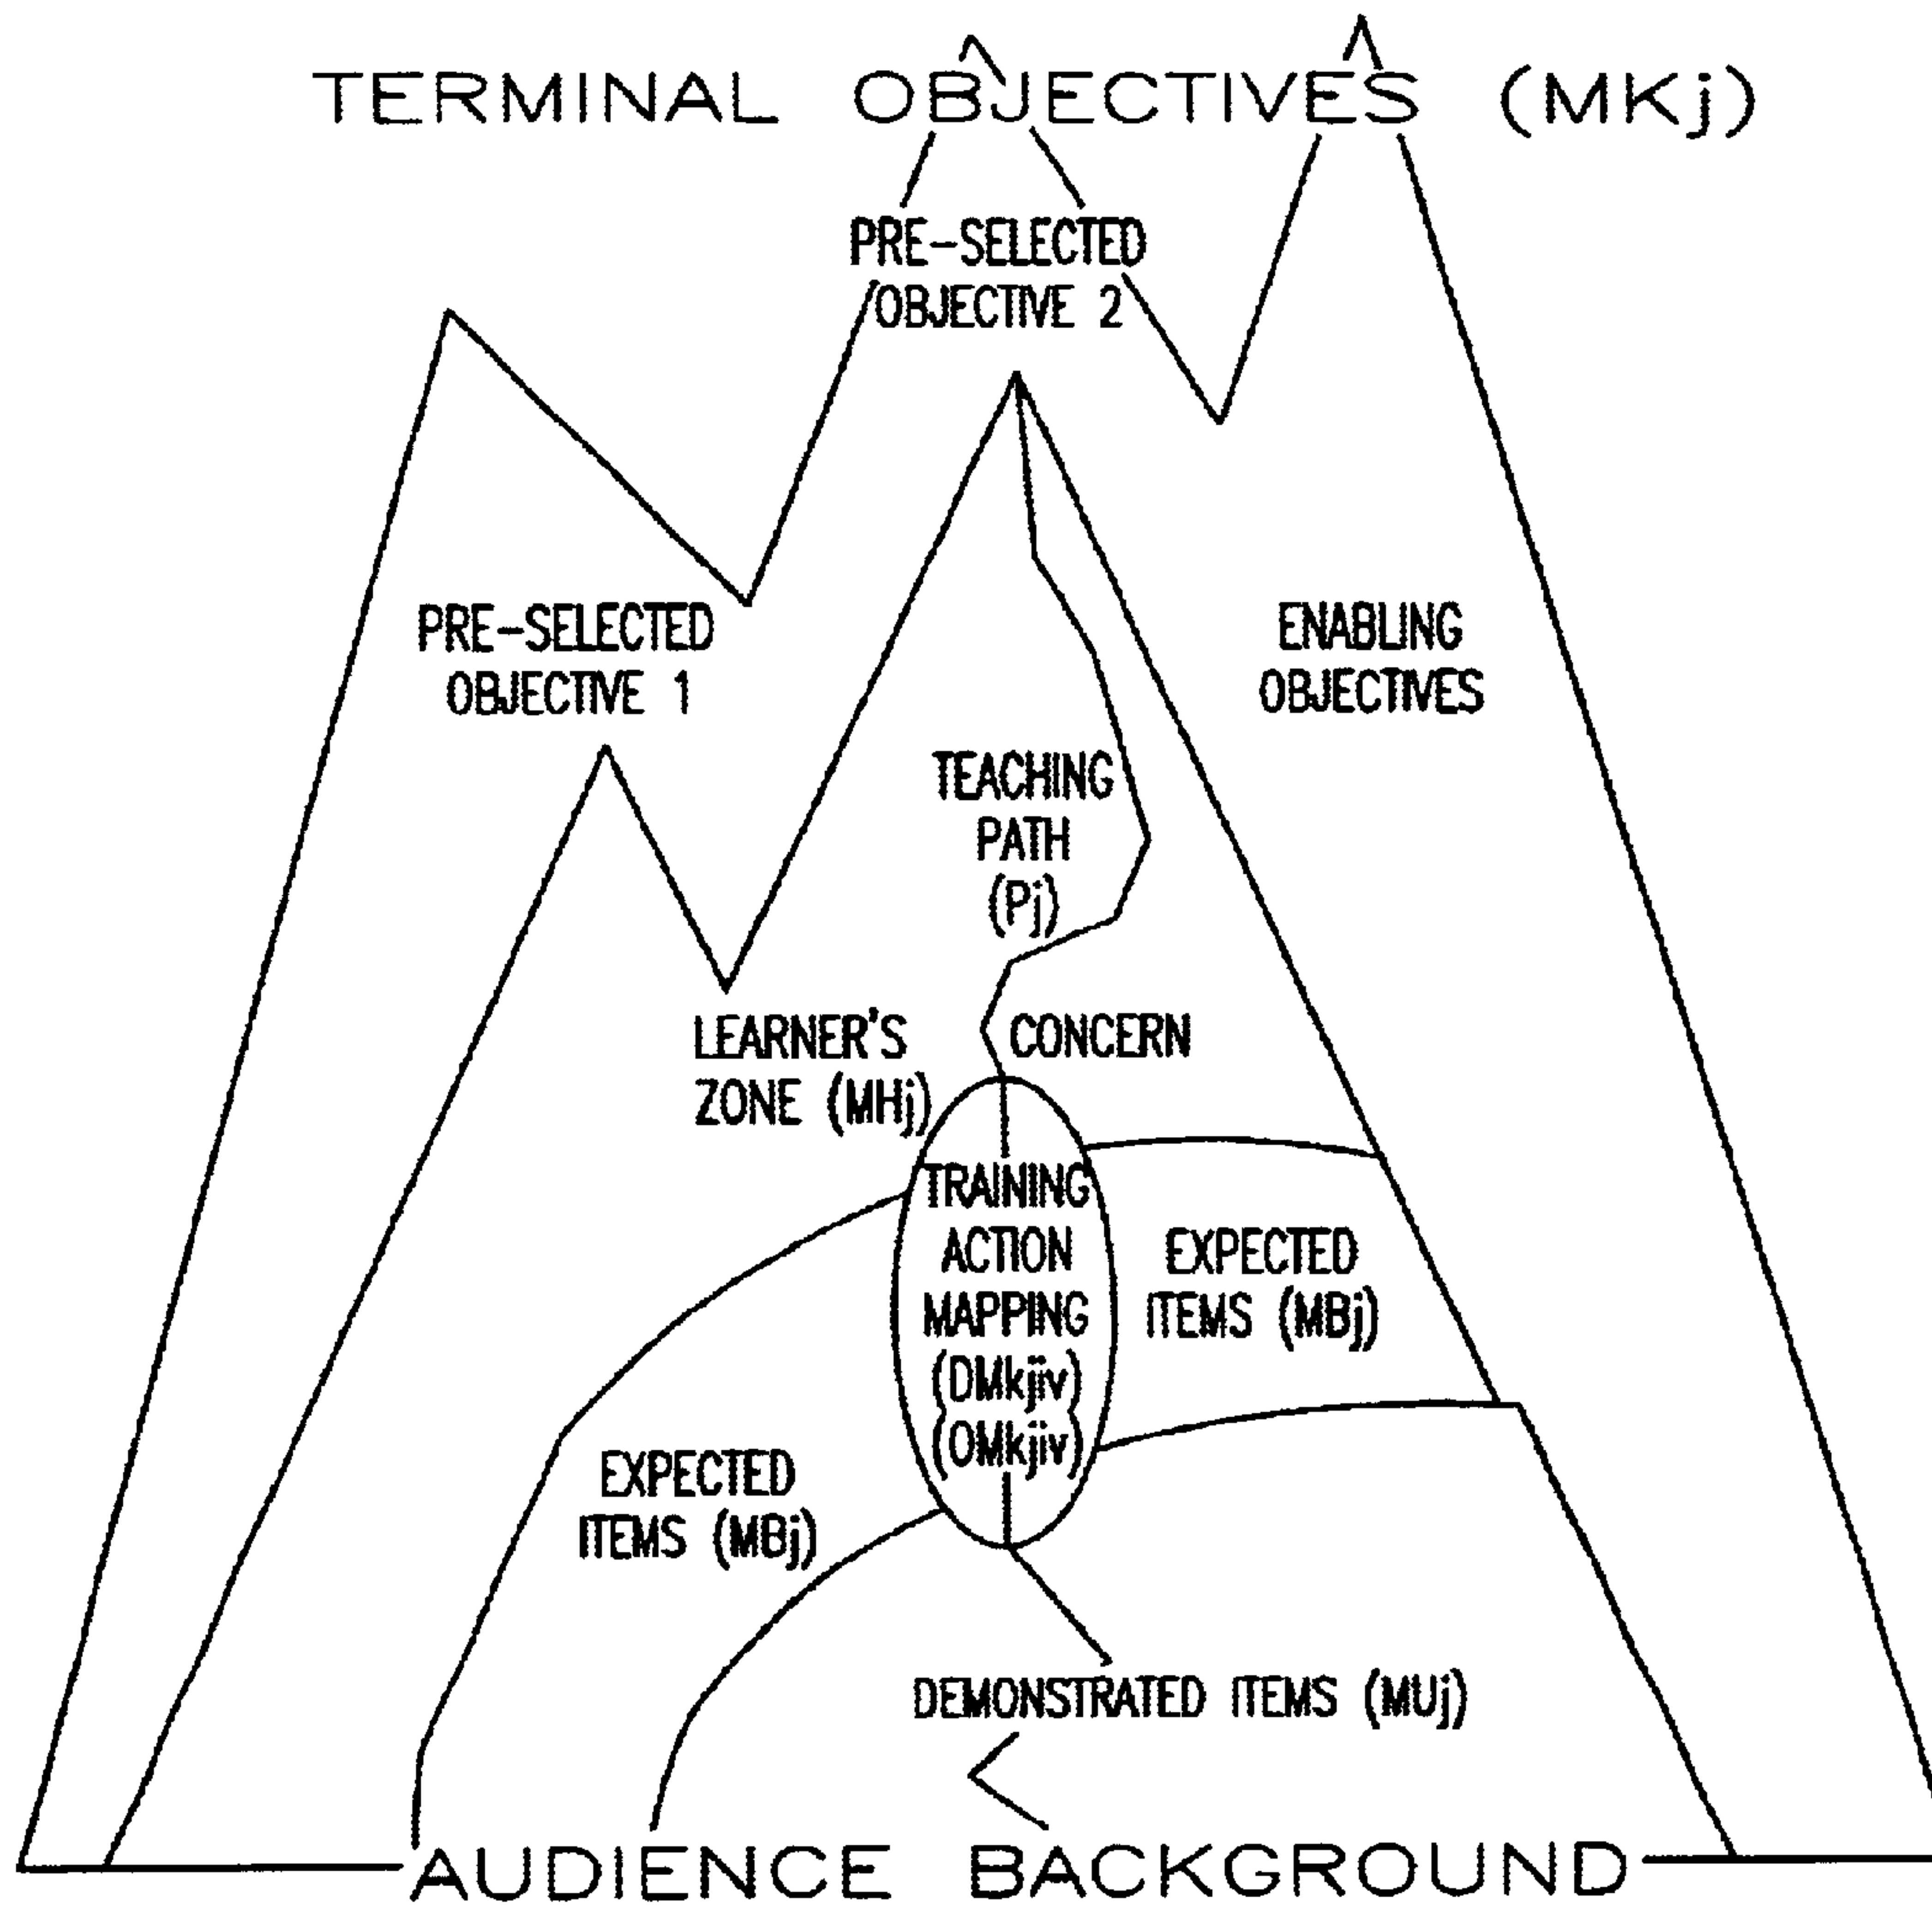 TERMINAL OBJECTIVES (MKj)
PRE-SELECTED
OBJECTIVE 2
PRE-SELECTED
OBJECTIVE 1
ENABLING
OBJECTIVES
TEACHING
PATH
(Pj)
LEARNER'S CONCERN
ZONE (MHj)
TRAINING
ACTION
MAPPING
(DMkjiv)
(OMkjiv)
EXPECTED
ITEMS (MBj)
EXPECTED
ITEMS (MBj)
DEMONSTRATED ITEMS (MUj)
AUDIENCE BACKGROUND